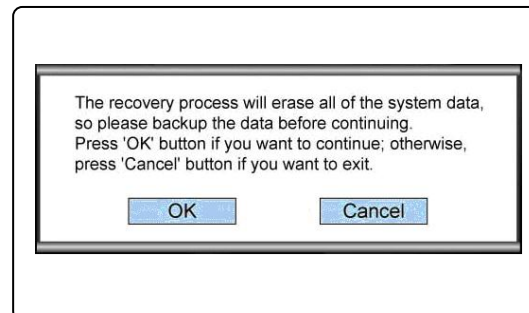 The recovery process will erase all of the system data,
so please backup the data before continuing.
Press 'OK' button if you want to continue; otherwise,
press 'Cancel' button if you want to exit.
OK Cancel